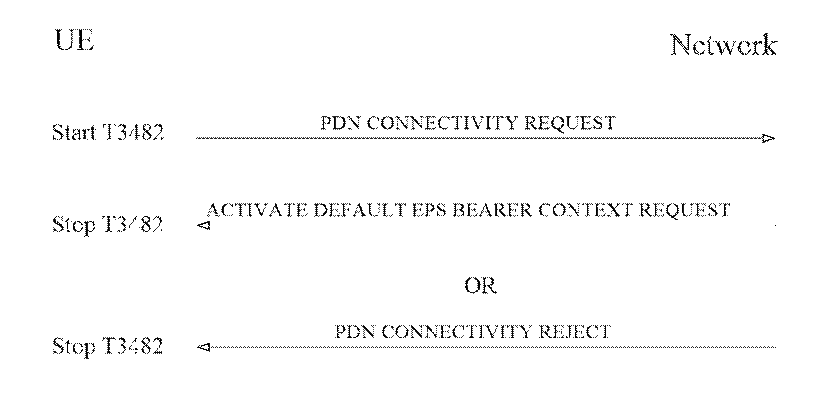 UE
Network
Start T3482
PDN CONNECTIVITY REQUEST
ACTIVATE DEFAULT EPS BEARER CONTEXT REQUEST
Stop T3482
OR
PDN CONNECTIVITY REJECT
Stop T3482